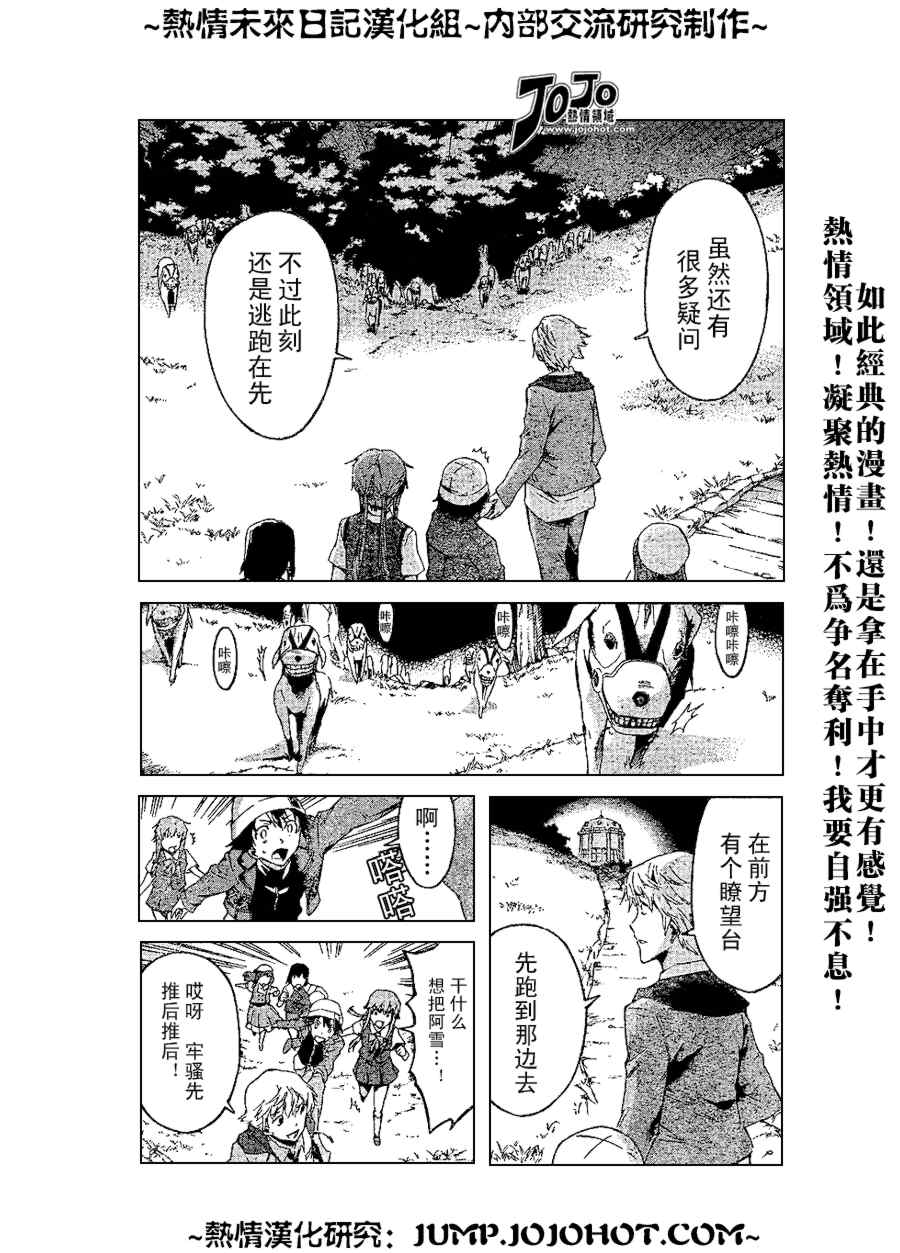 ~熱情未來日記漢化組~内部交流研究制作~
JOJO
熱情領域
www.jojohot.com
虽然还有
很多疑问
不过此刻
还是逃跑在先
咔嚓咔嚓
咔嚓
咔嚓
咔嚓
在前方
有个瞭望台
先跑到那边去
啊……
嗒嗒
干什么
想把阿雪…！
哎呀 牢骚先
推后推后！
如此經典的漫畫！還是拿在手中才更有感覺！
熱情領域！凝聚熱情！不爲争名奪利！我要自强不息！
~熱情漢化研究：JUMP.JOJOHOT.COM~